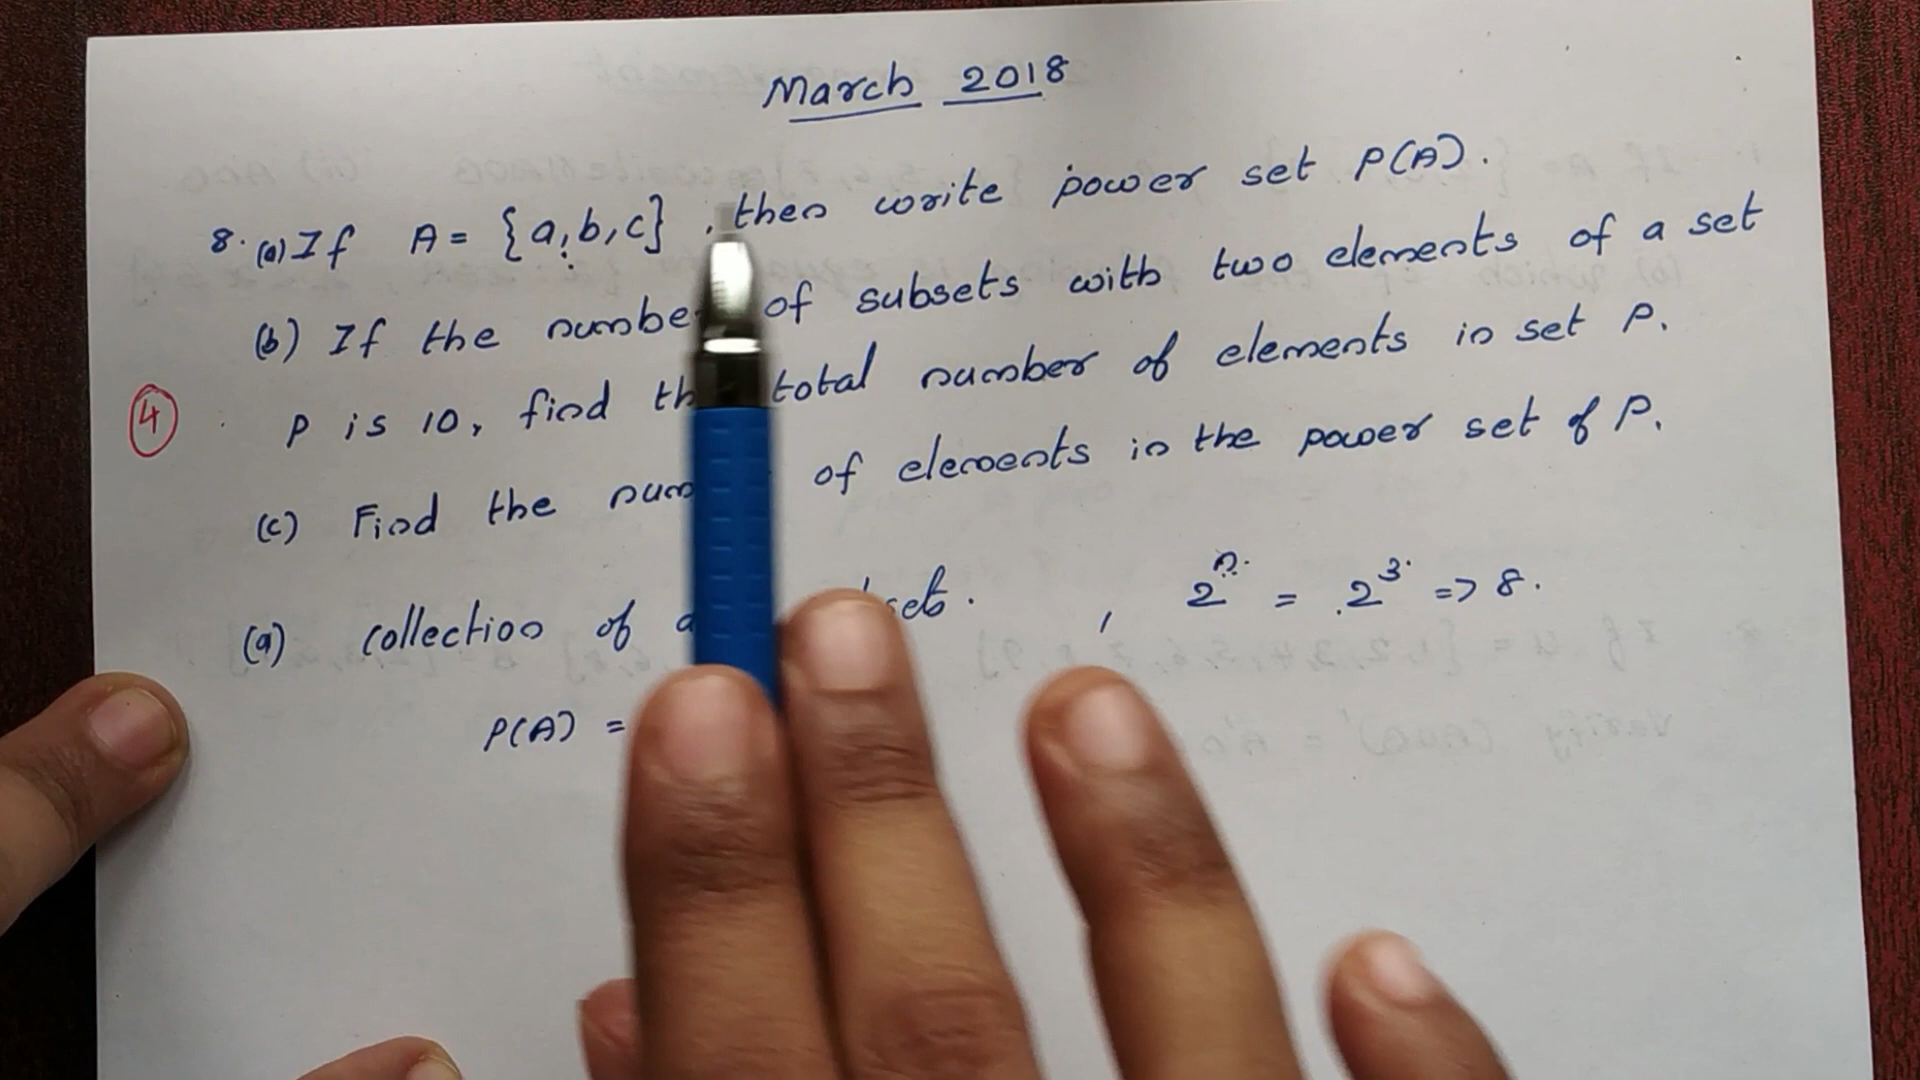 March 2018
8. (a) If A = {a,b,c}, then write power set P(A).
(b) If the number of subsets with two elements of a set
④ P is 10, find the total number of elements in set P.
(c) Find the of elements in the power set of P.
(a) collection of , 2ⁿ = 2³ => 8.
P(A) =